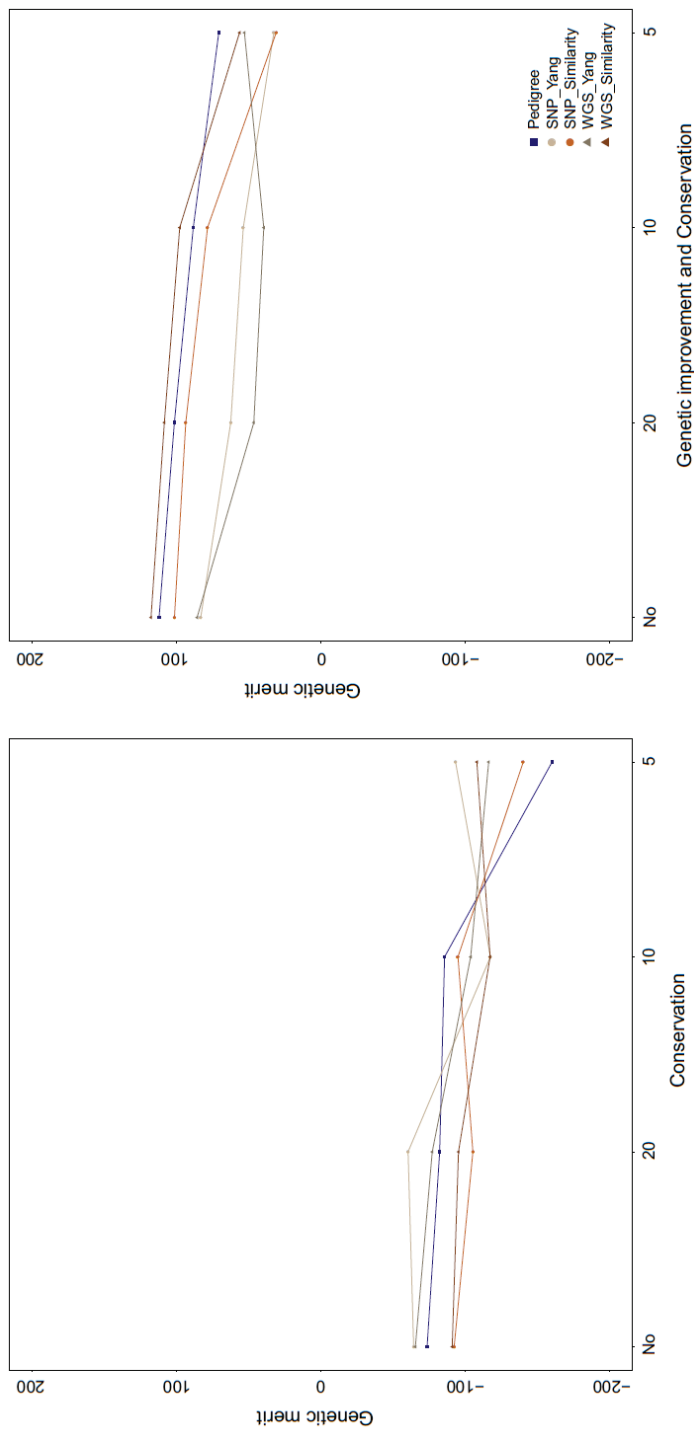 Genetic merit
200
100
0
−100
−200
No
20
10
5
Conservation
Genetic merit
200
100
0
−100
−200
No
20
10
5
Genetic improvement and Conservation
Pedigree
SNP_Yang
SNP_Similarity
WGS_Yang
WGS_Similarity